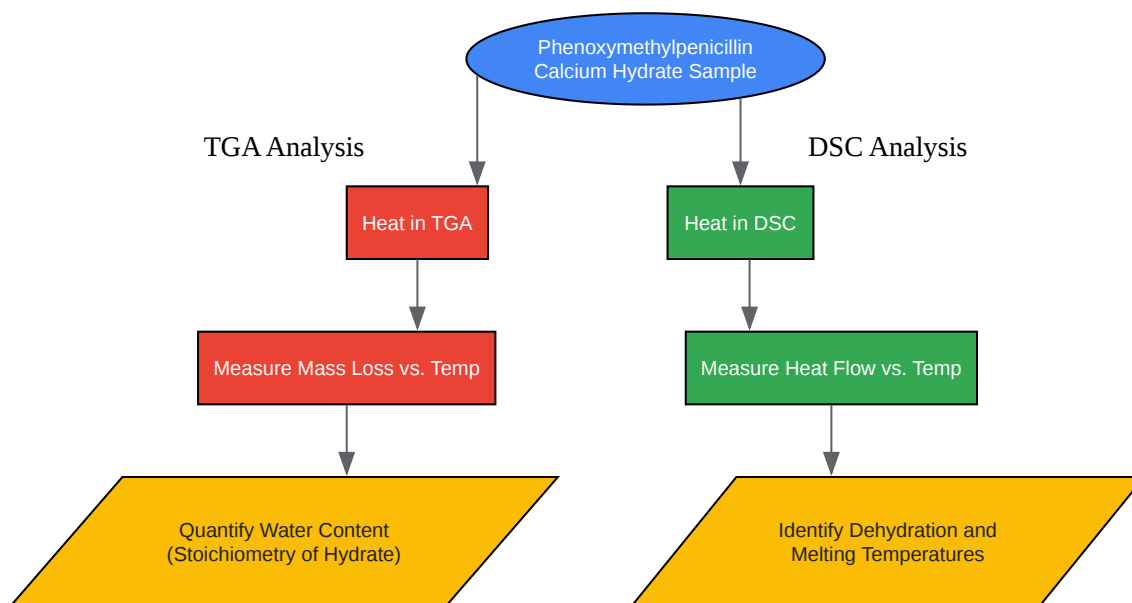 Phenoxymethylpenicillin
Calcium Hydrate Sample
TGA Analysis
DSC Analysis
Heat in TGA
Heat in DSC
Measure Mass Loss vs. Temp
Measure Heat Flow vs. Temp
Quantify Water Content
(Stoichiometry of Hydrate)
Identify Dehydration and
Melting Temperatures